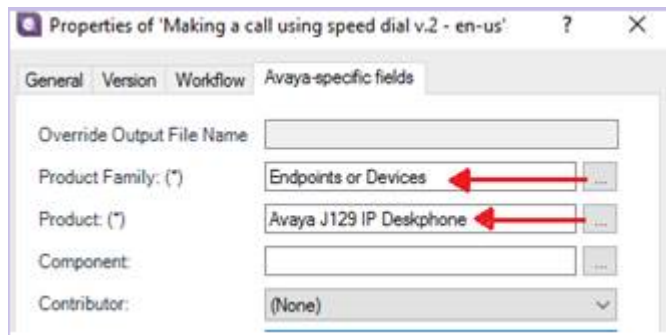 Properties of 'Making a call using speed dial v.2 - en-us' ? ×
General Version Workflow Avaya-specific fields
Override Output File Name
Product Family: (*) Endpoints or Devices ...
Product: (*) Avaya J129 IP Deskphone ...
Component: ...
Contributor: (None)